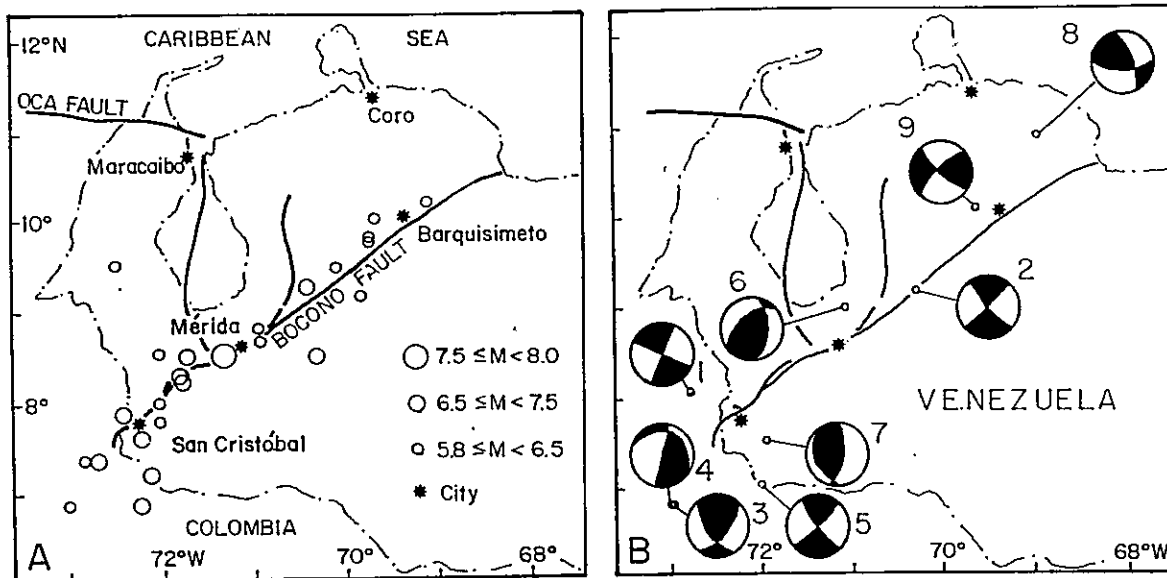 12°N
CARIBBEAN SEA
OCA FAULT
Coro
Maracaibo
10°
Barquisimeto
BOCONO FAULT
Mérida
7.5 ≤ M < 8.0
8°
6.5 ≤ M < 7.5
San Cristóbal
5.8 ≤ M < 6.5
City
COLOMBIA
A
72°W
70°
68°
8
9
2
6
VENEZUELA
7
4
3
5
B
72°
70°
68°W